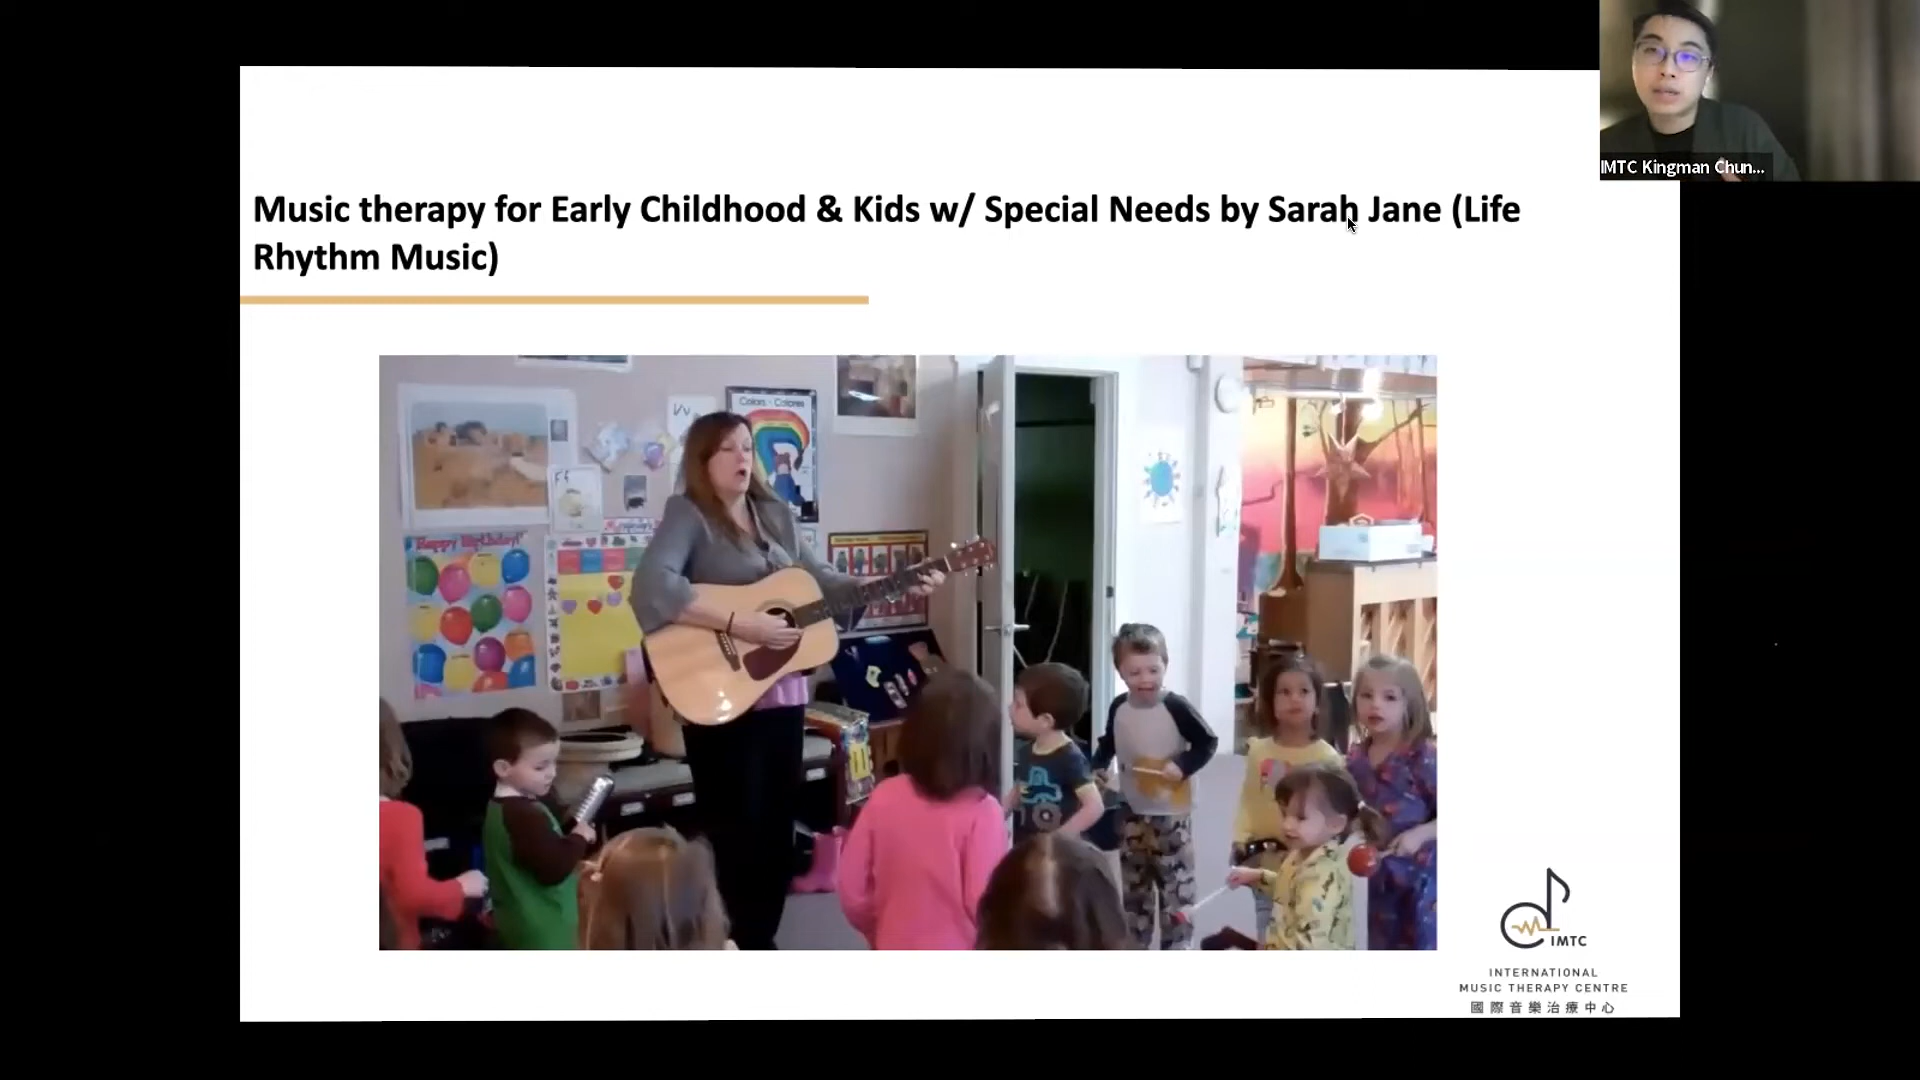 IMTC Kingman Chun...
Music therapy for Early Childhood & Kids w/ Special Needs by Sarah Jane (Life
Rhythm Music)
Colors - Colores
Happy Birthday!
IMTC
INTERNATIONAL
MUSIC THERAPY CENTRE
國際音樂治療中心